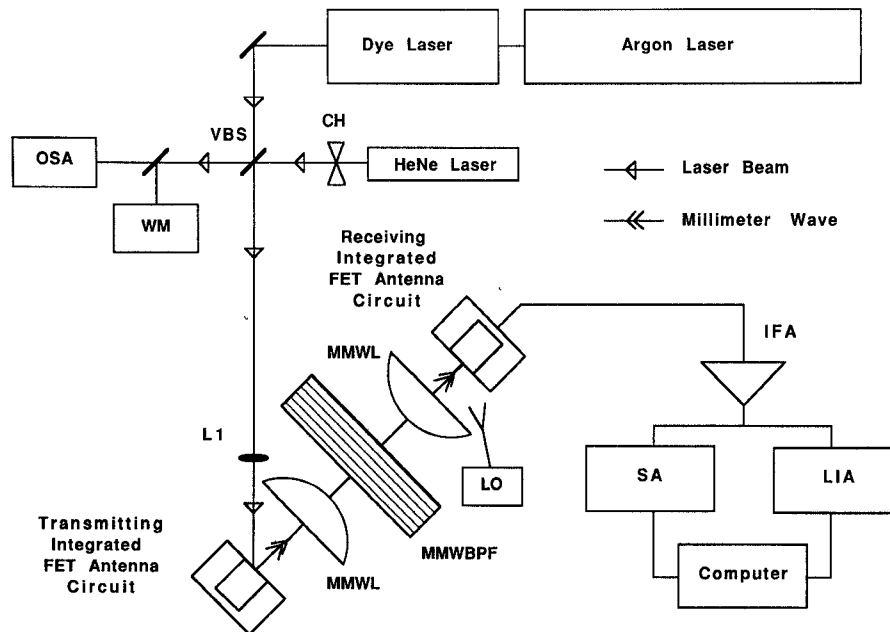 Dye Laser
Argon Laser
VBS
CH
OSA
HeNe Laser
Laser Beam
WM
Millimeter Wave
Receiving
Integrated
FET Antenna
Circuit
IFA
MMWL
L1
SA
LIA
LO
Transmitting
Integrated
FET Antenna
Circuit
MMWBPF
MMWL
Computer